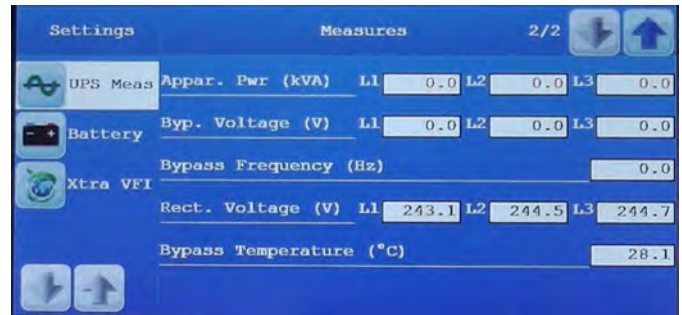 Settings Measures 2/2
UPS Meas Appar. Pwr (kVA) L1 0.0 L2 0.0 L3 0.0
Battery Byp. Voltage (V) L1 0.0 L2 0.0 L3 0.0
Bypass Frequency (Hz) 0.0
Xtra VFI
Rect. Voltage (V) L1 243.1 L2 244.5 L3 244.7
Bypass Temperature (°C) 28.1